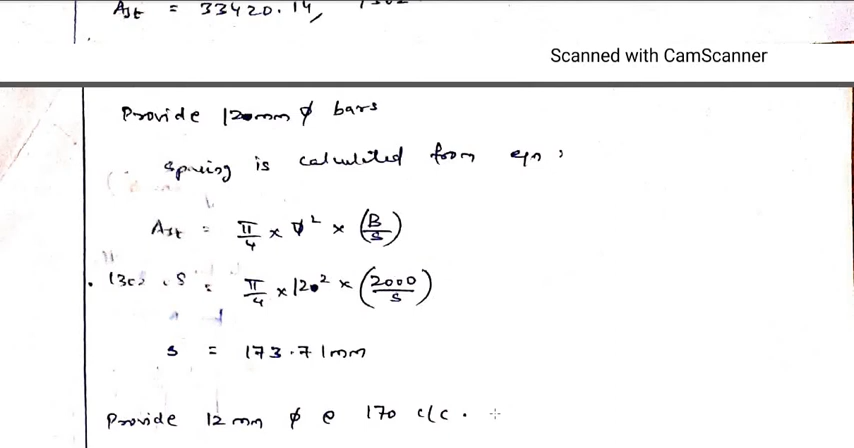 Ast = 33420.14,
Scanned with CamScanner
Provide 12mm φ bars
spacing is calculated from eqn,
Ast = π/4 × φ² × (B/S)
= π/4 × 12² × (2000/S)
s = 173.71mm
Provide 12 mm φ @ 170 c/c.